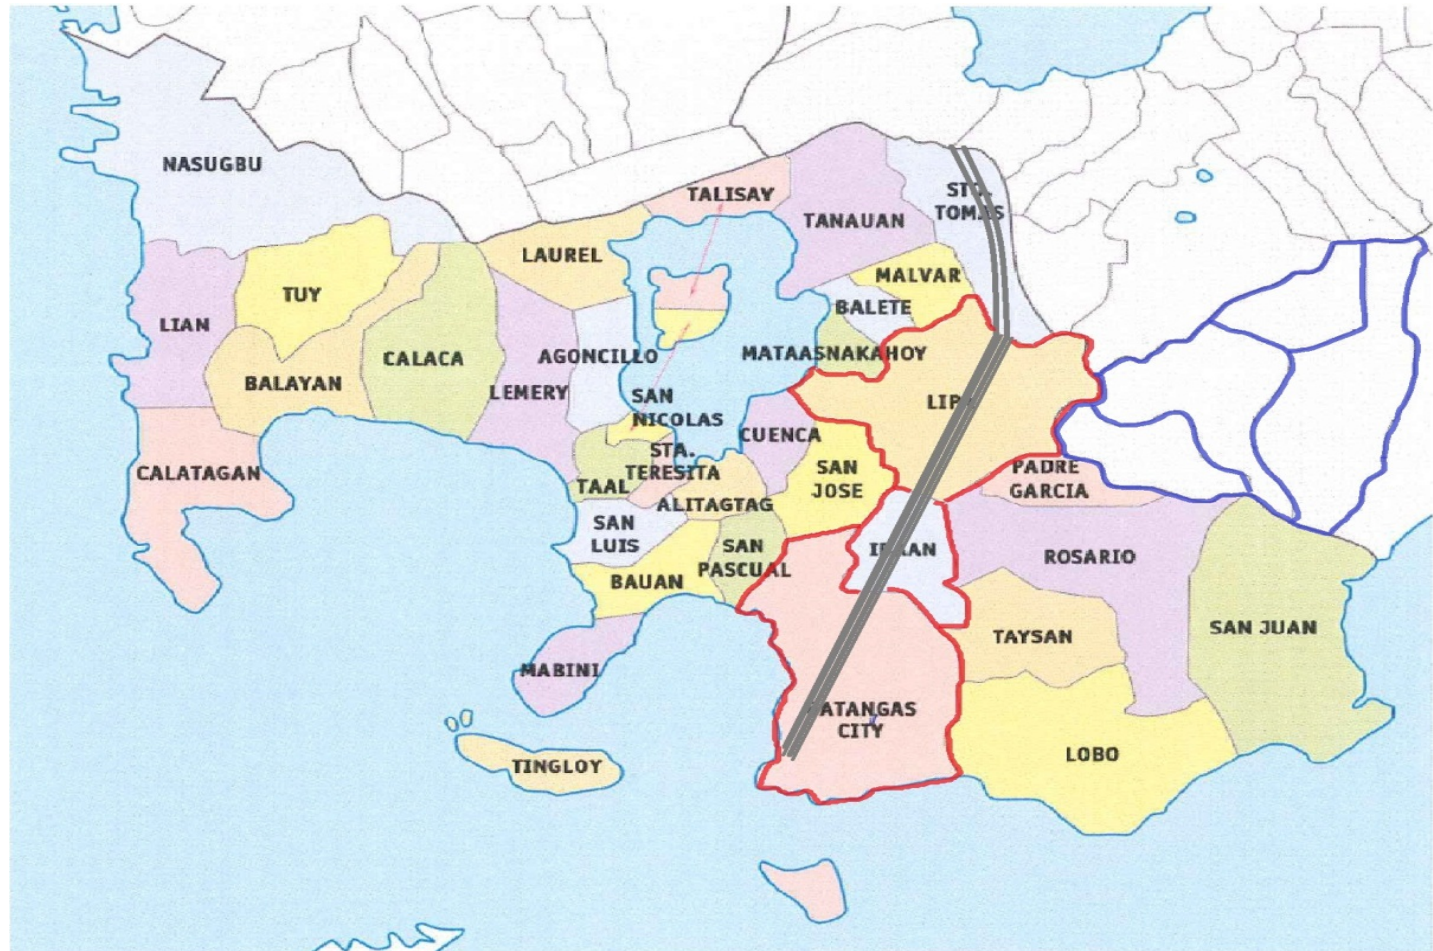 NASUGBU
TALISAY
STO.
TOMAS
TANAUAN
LAUREL
MALVAR
TUY
BALETE
LIAN
AGONCILLO
MATAASNAKAHOY
CALACA
BALAYAN
LEMERY
SAN
NICOLAS
LIPA
CUENCA
STA.
TERESITA
CALATAGAN
SAN
JOSE
PADRE
GARCIA
TAAL
ALITAGTAG
SAN
LUIS
SAN
PASCUAL
ROSARIO
BAUAN
SAN JUAN
TAYSAN
MABINI
ATANGAS
CITY
LOBO
TINGLOY